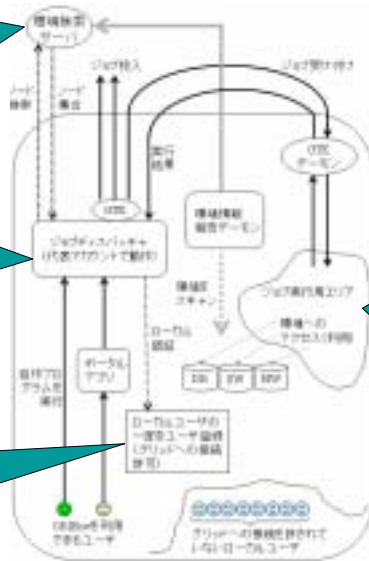 環境検索
サーバ
ノード
検索
ノード
集合
ジョブ投入
ジョブ受け付け
実行
結果
デーモン
環境情報
報告デーモン
ジョブディスパッチャ
(代表アカウントで動作)
ジョブ実行用エリア
環境を
スキャン
環境への
アクセス(利用)
ローカル
認証
自作プロ
グラムを
実行
ポータル
アプリ
DB
SW
HW
ローカルユーザの
一部をユーザ登録
(グリッドへの接続
許可)
を利用
できるユーザ
グリッドへの接続を許されて
いないローカルユーザ